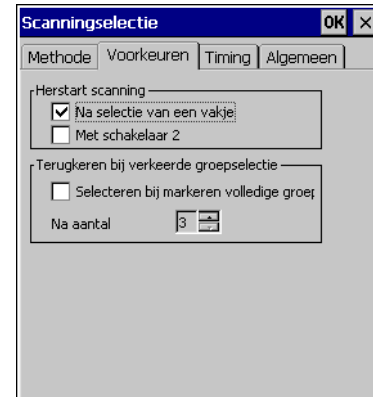 Scanningselectie OK ×
Methode Voorkeuren Timing Algemeen
Herstart scanning
Na selectie van een vakje
Met schakelaar 2
Terugkeren bij verkeerde groepselectie
Selecteren bij markeren volledige groep
Na aantal 3